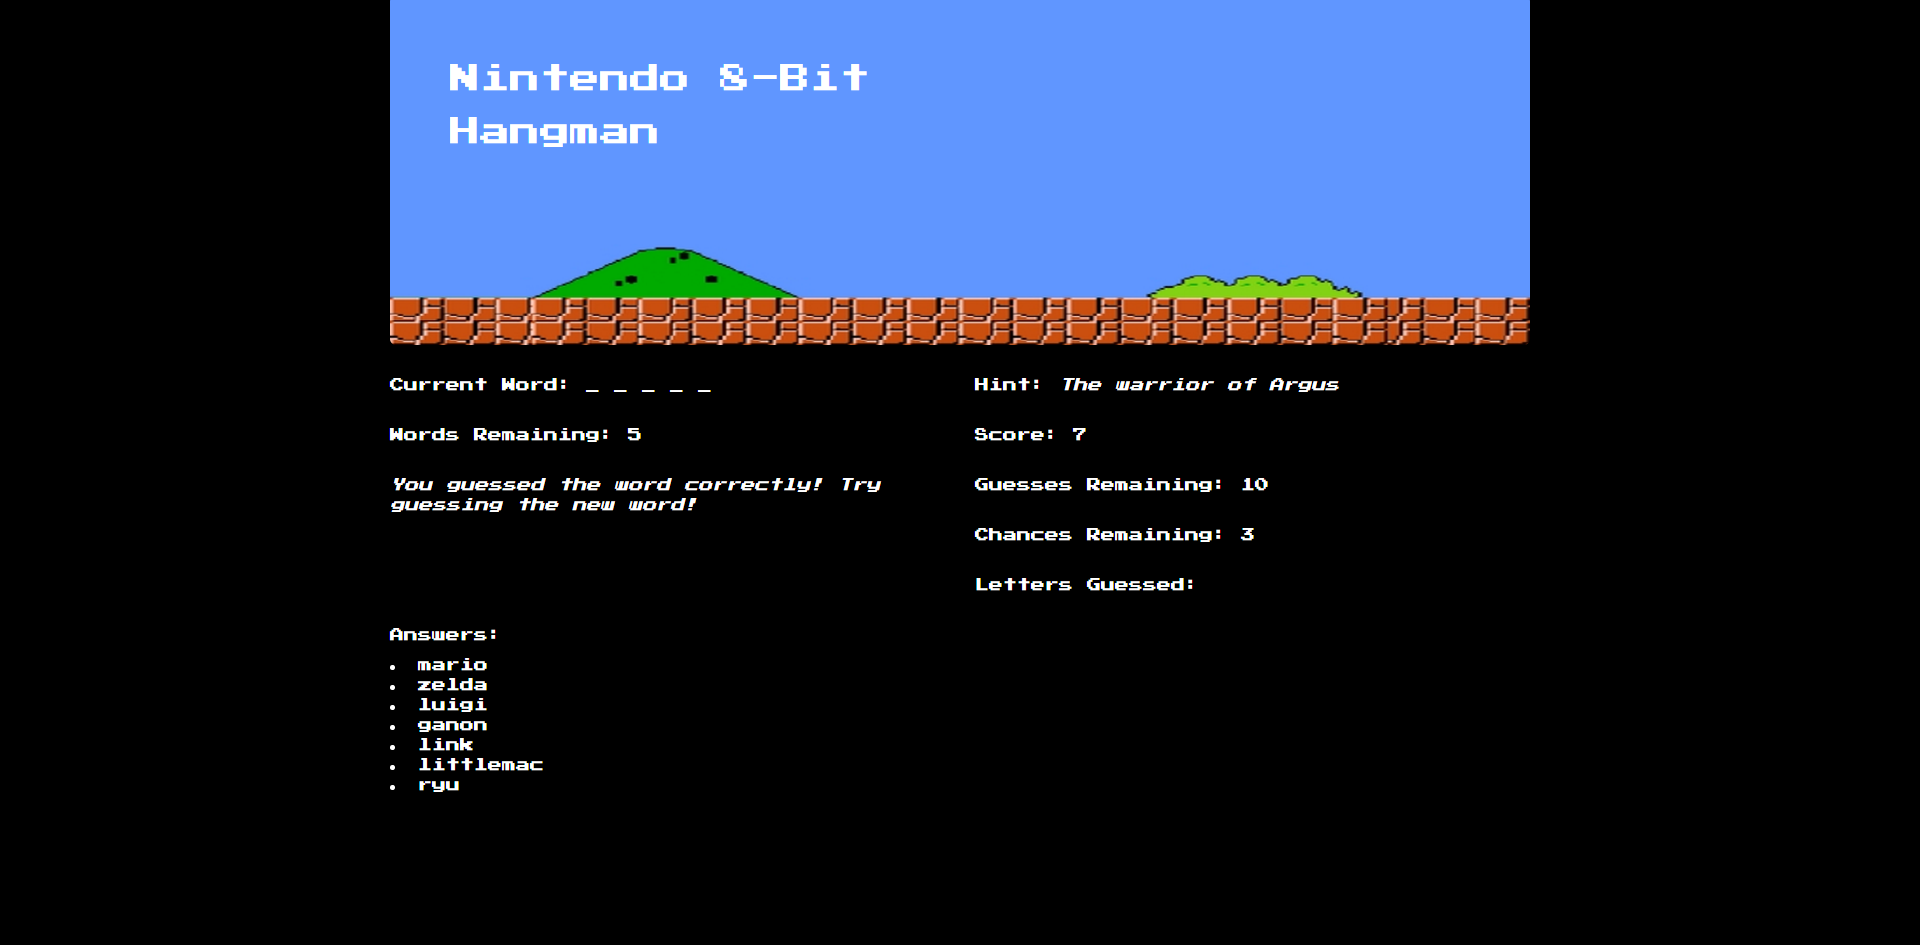 Nintendo 8-Bit
Hangman
Current Word: _ _ _ _ _
Hint: The warrior of Argus
Words Remaining: 5
Score: 7
You guessed the word correctly! Try
guessing the new word!
Guesses Remaining: 10
Chances Remaining: 3
Letters Guessed:
Answers:
• mario
• zelda
• luigi
• ganon
• link
• littlemac
• ryu